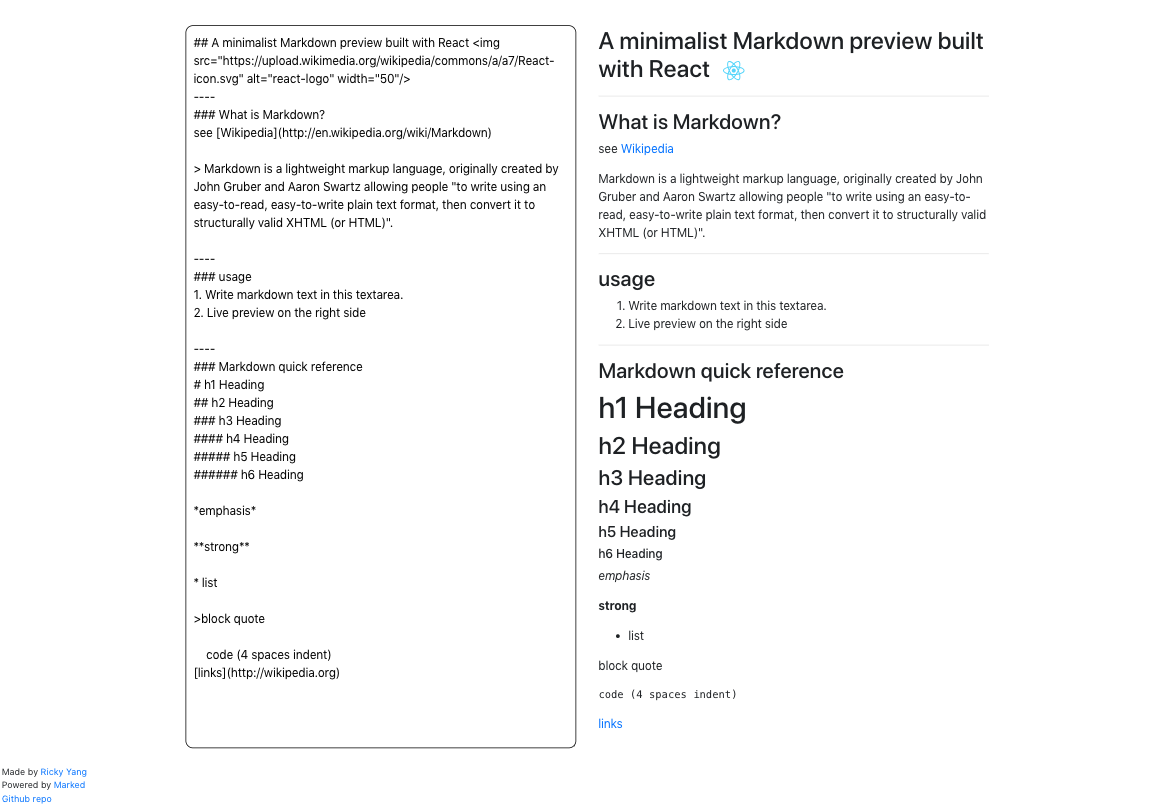 ## A minimalist Markdown preview built with React <img
src="https://upload.wikimedia.org/wikipedia/commons/a/a7/React-
icon.svg" alt="react-logo" width="50"/>
----
### What is Markdown?
see [Wikipedia](http://en.wikipedia.org/wiki/Markdown)

> Markdown is a lightweight markup language, originally created by
John Gruber and Aaron Swartz allowing people "to write using an
easy-to-read, easy-to-write plain text format, then convert it to
structurally valid XHTML (or HTML)".

----
### usage
1. Write markdown text in this textarea.
2. Live preview on the right side

----
### Markdown quick reference
# h1 Heading
## h2 Heading
### h3 Heading
#### h4 Heading
##### h5 Heading
###### h6 Heading

*emphasis*

**strong**

* list

>block quote

    code (4 spaces indent)
[links](http://wikipedia.org)

A minimalist Markdown preview built
with React
What is Markdown?
see Wikipedia
Markdown is a lightweight markup language, originally created by John
Gruber and Aaron Swartz allowing people "to write using an easy-to-
read, easy-to-write plain text format, then convert it to structurally valid
XHTML (or HTML)".
usage
1. Write markdown text in this textarea.
2. Live preview on the right side
Markdown quick reference
h1 Heading
h2 Heading
h3 Heading
h4 Heading
h5 Heading
h6 Heading
emphasis
strong
• list
block quote
code (4 spaces indent)
links

Made by Ricky Yang
Powered by Marked
Github repo